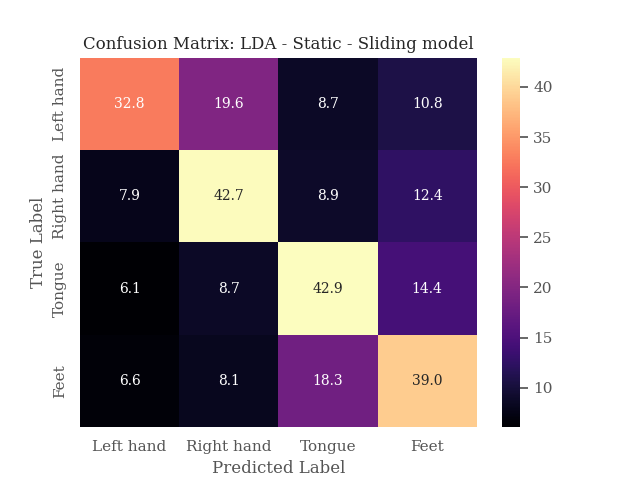 Confusion Matrix: LDA - Static - Sliding model
True Label
Left hand
32.8 19.6 8.7 10.8
Right hand
7.9 42.7 8.9 12.4
Tongue
6.1 8.7 42.9 14.4
Feet
6.6 8.1 18.3 39.0
Left hand Right hand Tongue Feet
Predicted Label
40
35
30
25
20
15
10